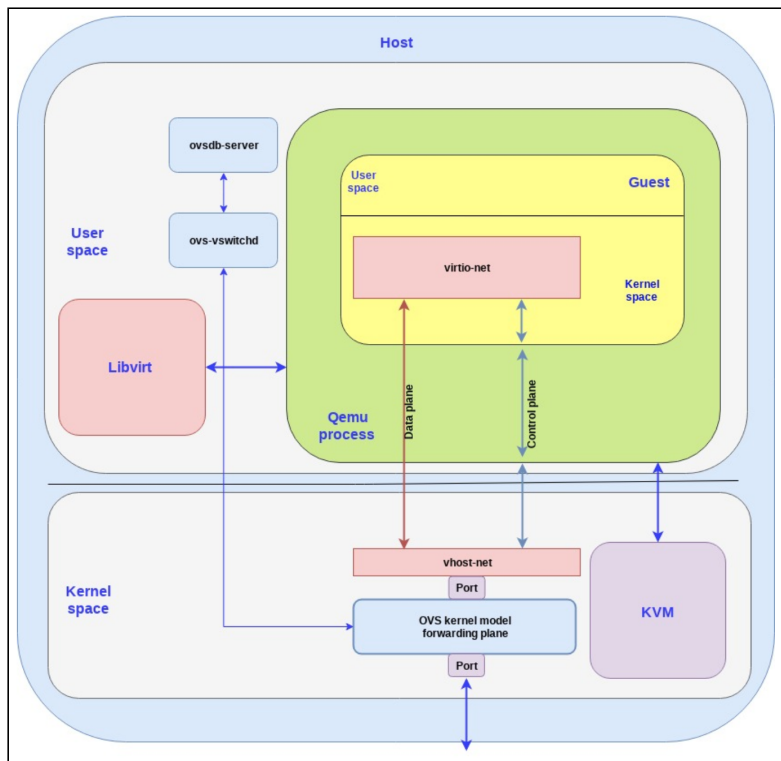 Host
ovsdb-server
User
space
Guest
ovs-vswitchd
User
space
virtio-net
Kernel
space
Libvirt
Qemu
process
Data plane
Control plane
vhost-net
Port
Kernel
space
OVS kernel model
forwarding plane
KVM
Port